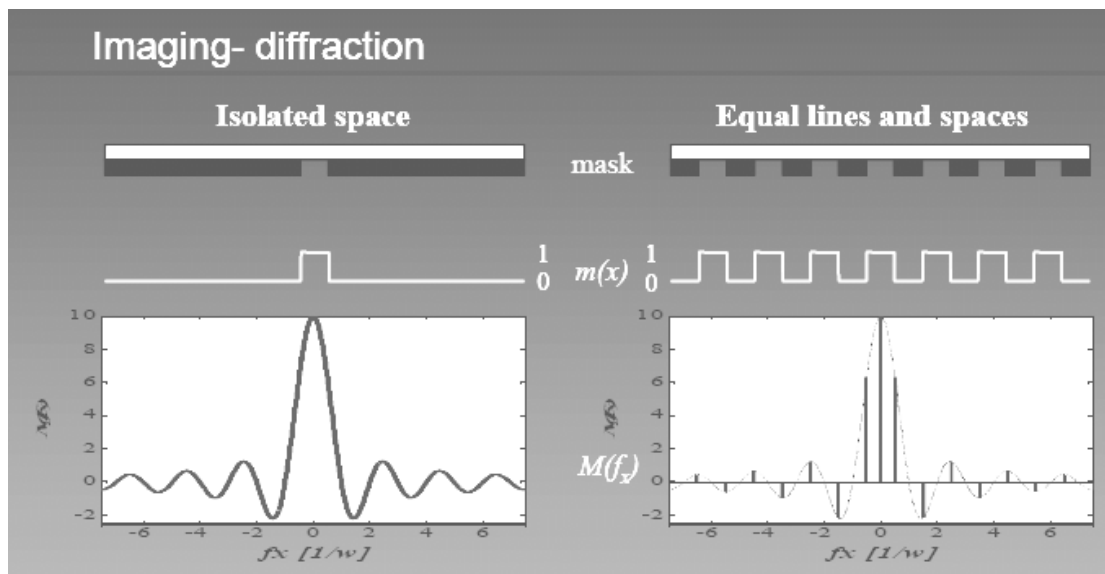 Imaging- diffraction
Isolated space
Equal lines and spaces
mask
1
0
m(x)
1
0
10
8
6
4
2
0
-2
-6 -4 -2 0 2 4 6
fx [1/w]
M(fx)
10
8
6
4
2
0
-2
-6 -4 -2 0 2 4 6
fx [1/w]